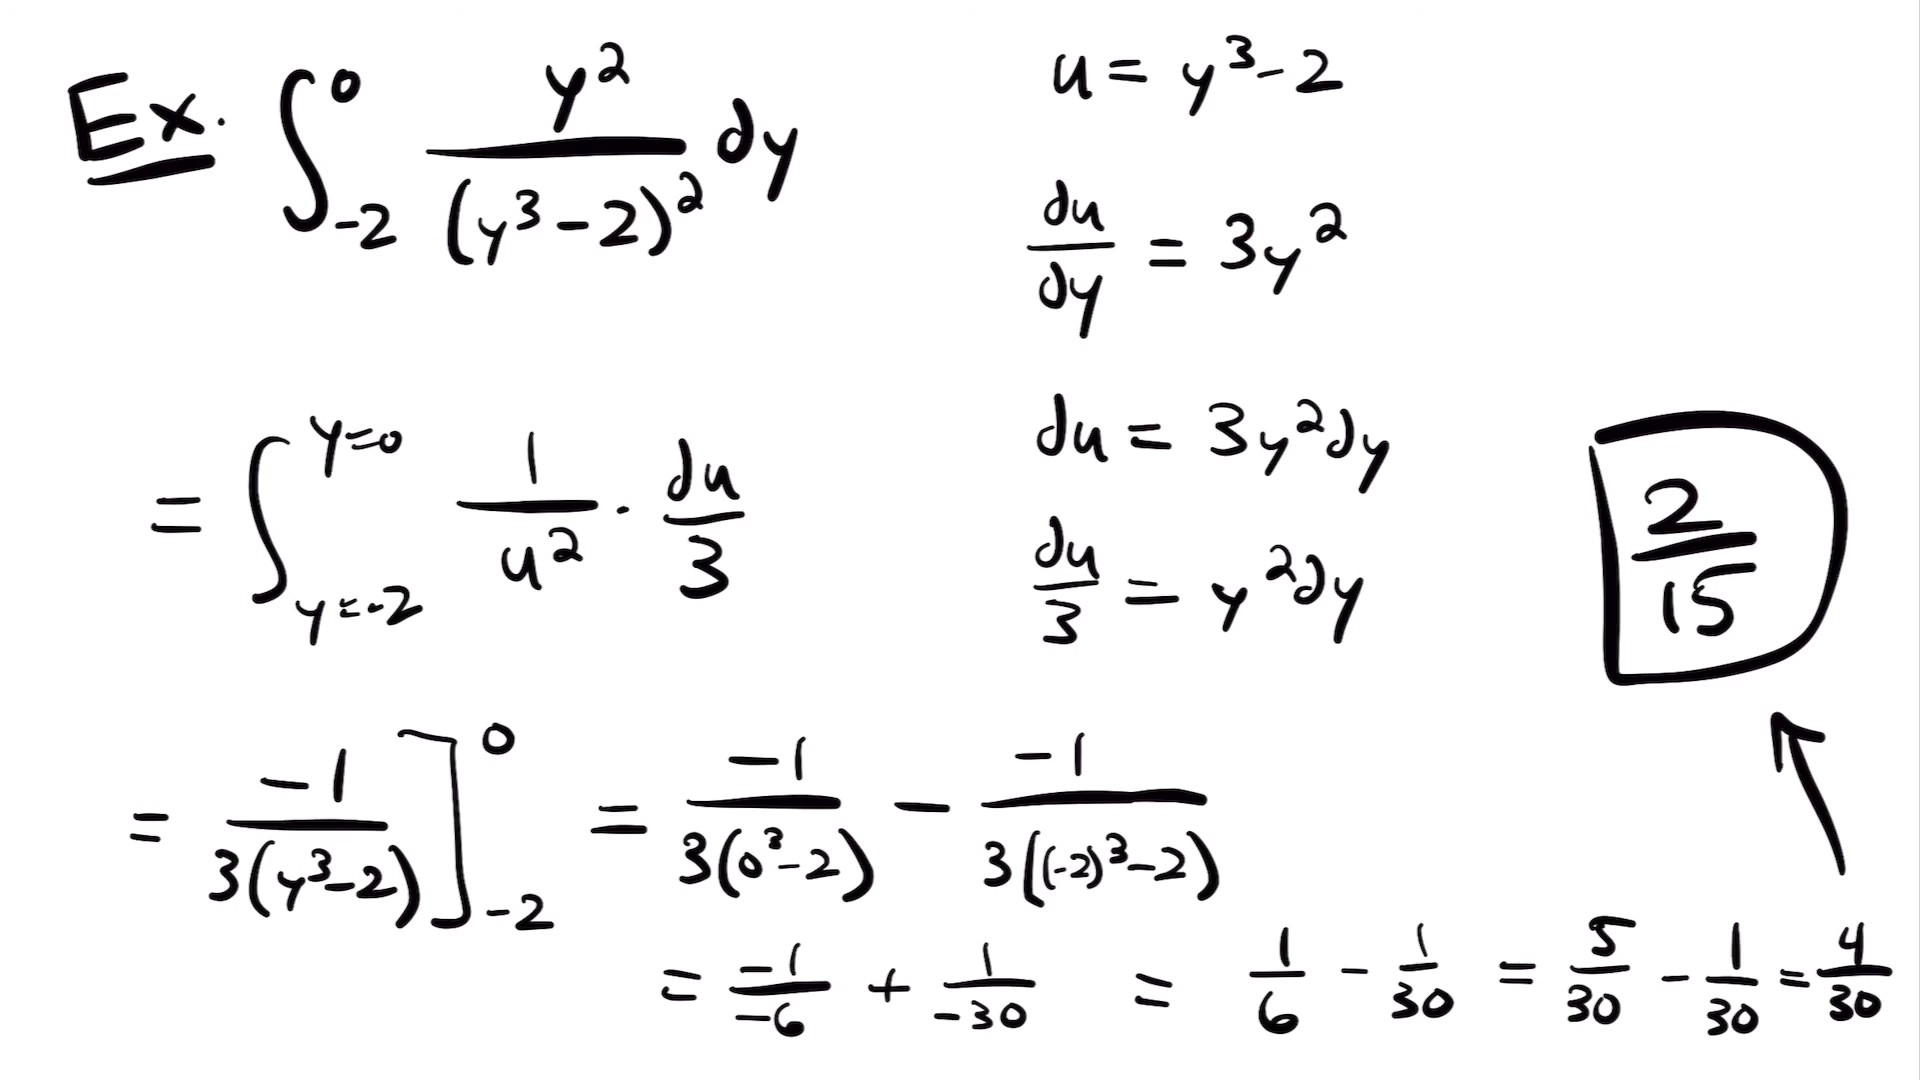 Ex. ∫_{-2}^{0} y²/(y³-2)² dy
u = y³-2
du/dy = 3y²
du = 3y²dy
du/3 = y²dy
= ∫_{y=-2}^{y=0} 1/u² · du/3
= -1/3(y³-2) ]_{-2}^{0} = -1/3(0³-2) - -1/3((-2)³-2)
= -1/-6 + 1/-30 = 1/6 - 1/30 = 5/30 - 1/30 = 4/30
2/15